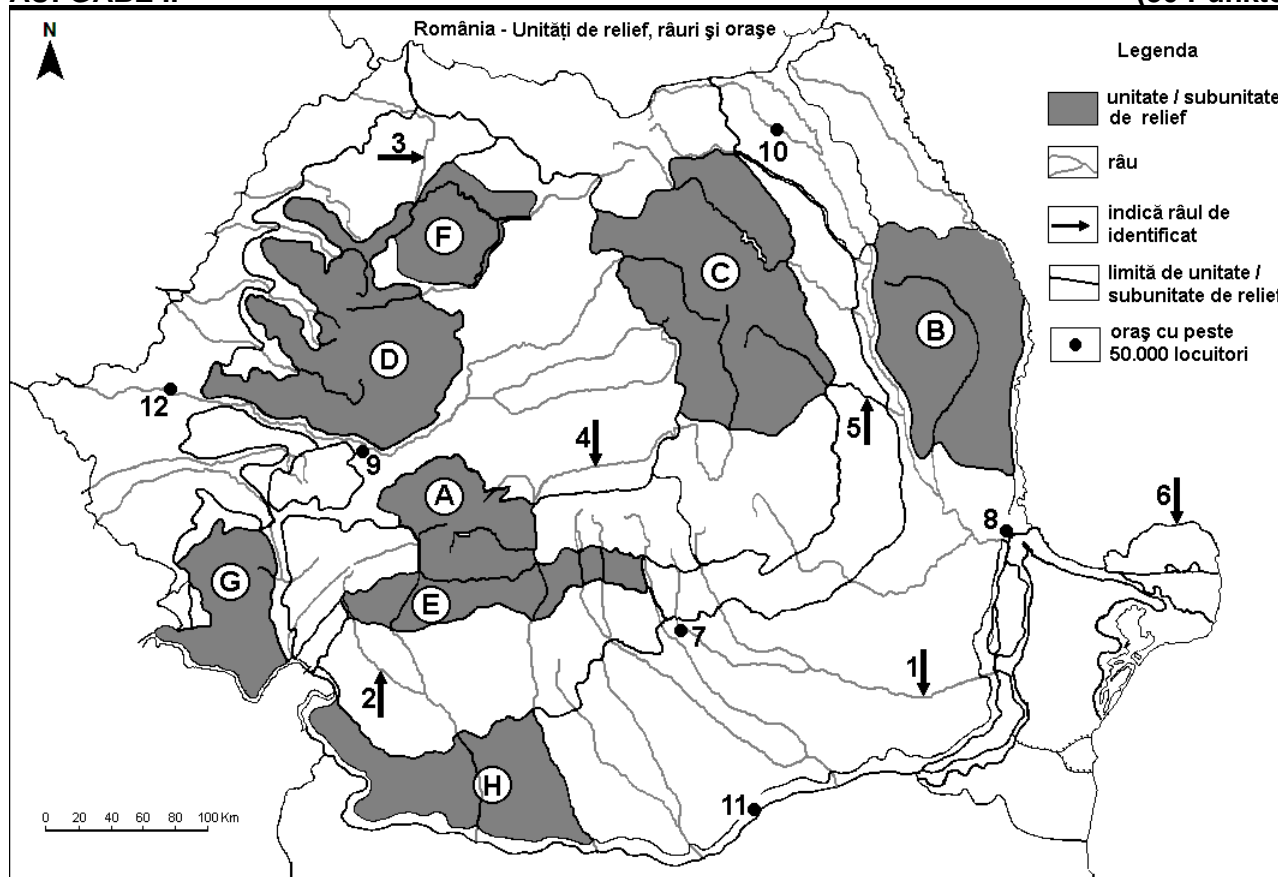 România - Unități de relief, râuri și orașe
N
Legenda
unitate / subunitate
de relief
râu
indică râul de
identificat
limită de unitate /
subunitate de relief
oraș cu peste
50.000 locuitori
3
10
F
C
B
D
12
9
4
5
A
8
6
G
E
7
2
1
H
11
0 20 40 60 80 100 Km